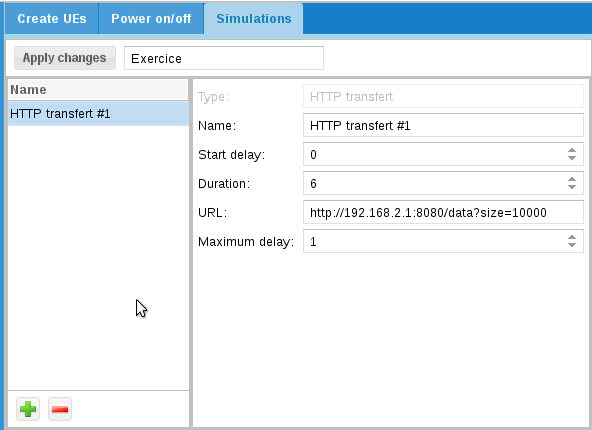 Create UEs Power on/off Simulations
Apply changes Exercice
Name
HTTP transfert #1
Type: HTTP transfert
Name: HTTP transfert #1
Start delay: 0
Duration: 6
URL: http://192.168.2.1:8080/data?size=10000
Maximum delay: 1